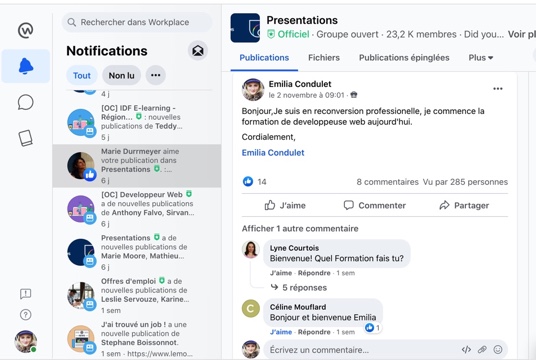 Rechercher dans Workplace
Notifications
Tout
Non lu
4 j
[OC] IDF E-learning -
Région... : nouvelles
publications de Teddy...
5 j
Marie Durrmeyer aime
votre publication dans
Presentations :...
6 j
[OC] Developpeur Web
a de nouvelles publications
de Anthony Falvo, Sirvan...
6 j
Presentations a de
nouvelles publications de
Marie Moore, Mathieu...
6 j
Offres d'emploi a de
nouvelles publications de
Leslie Servouze, Karine...
1 sem
J'ai trouvé un job ! a une
nouvelle publication de
Stephane Boissonnot.
1 sem · https://www.lemo...
Presentations
Officiel · Groupe ouvert · 23,2 K membres · Did you... Voir pl
Publications
Fichiers
Publications épinglées
Plus
Emilia Condulet
le 2 novembre à 09:01 ·
Bonjour,Je suis en reconversion professionelle, je commence la
formation de developpeuse web aujourd'hui.
Cordialement,
Emilia Condulet
14
8 commentaires Vu par 285 personnes
J'aime
Commenter
Partager
Afficher 1 autre commentaire
Lyne Courtois
Bienvenue! Quel Formation fais tu?
J'aime · Répondre · 1 sem
5 réponses
C
Céline Mouflard
Bonjour et bienvenue Emilia
1
J'aime · Répondre · 1 sem
Écrivez un commentaire...